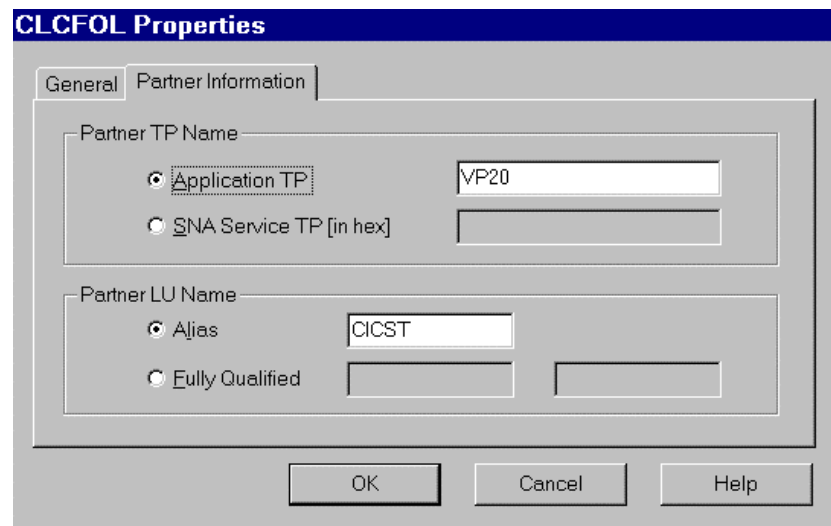 CLCFOL Properties
General Partner Information
Partner TP Name
Application TP VP20
SNA Service TP [in hex]
Partner LU Name
Alias CICST
Fully Qualified
OK Cancel Help